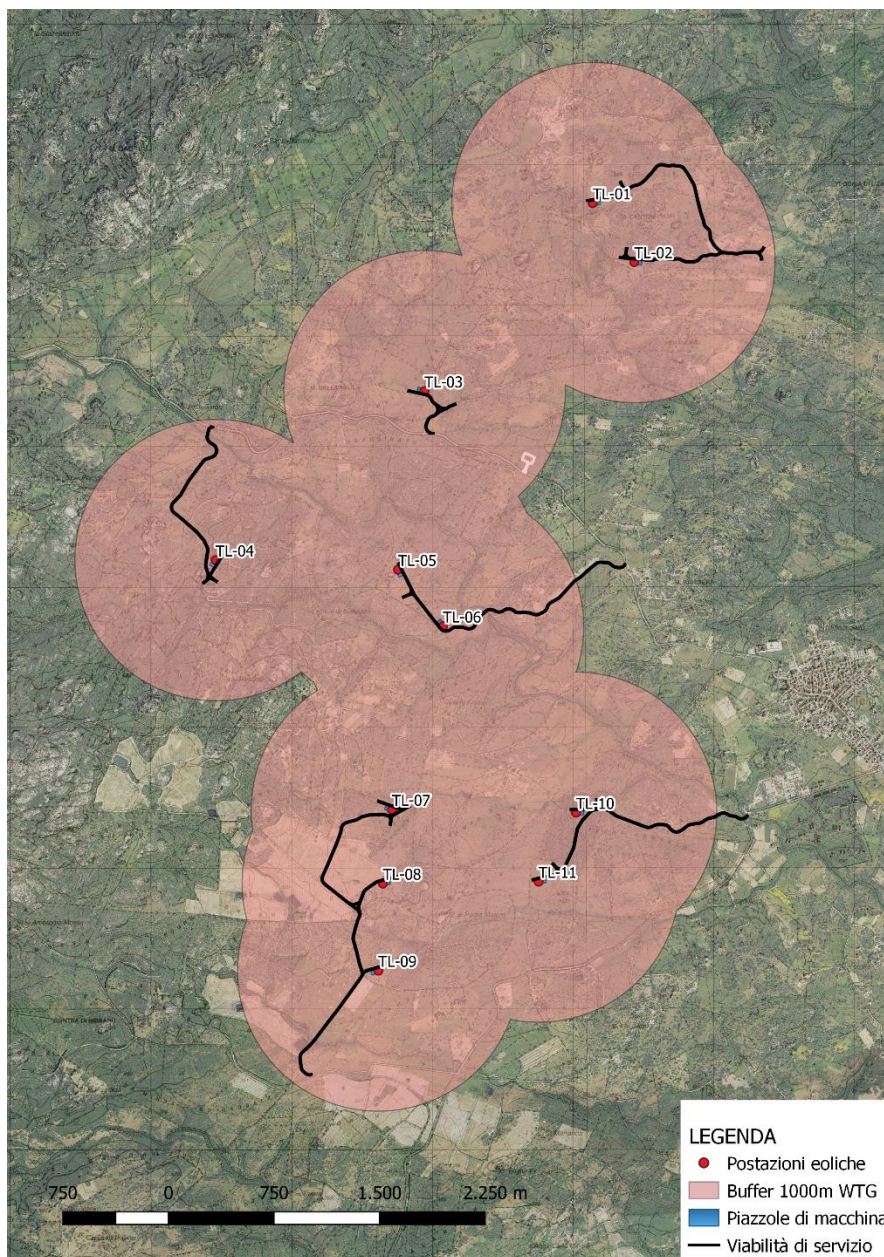 TL-01
TL-02
TL-03
TL-04
TL-05
TL-06
TL-07
TL-10
TL-08
TL-11
TL-09
LEGENDA
Postazioni eoliche
Buffer 1000m WTG
Piazzole di macchina
Viabilità di servizio
750 0 750 1.500 2.250 m